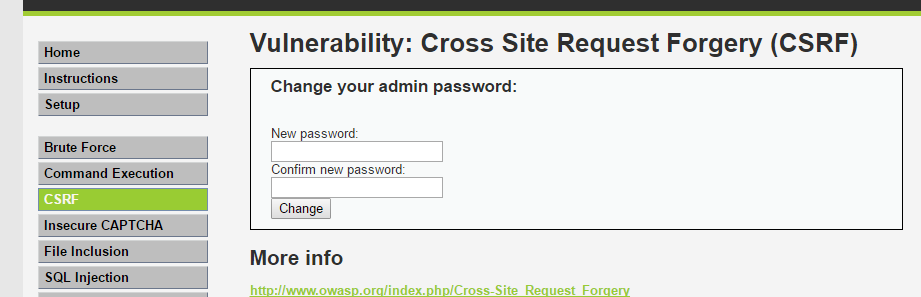 Home
Instructions
Setup
Brute Force
Command Execution
CSRF
Insecure CAPTCHA
File Inclusion
SQL Injection
Vulnerability: Cross Site Request Forgery (CSRF)
Change your admin password:
New password:
Confirm new password:
Change
More info
http://www.owasp.org/index.php/Cross-Site_Request_Forgery